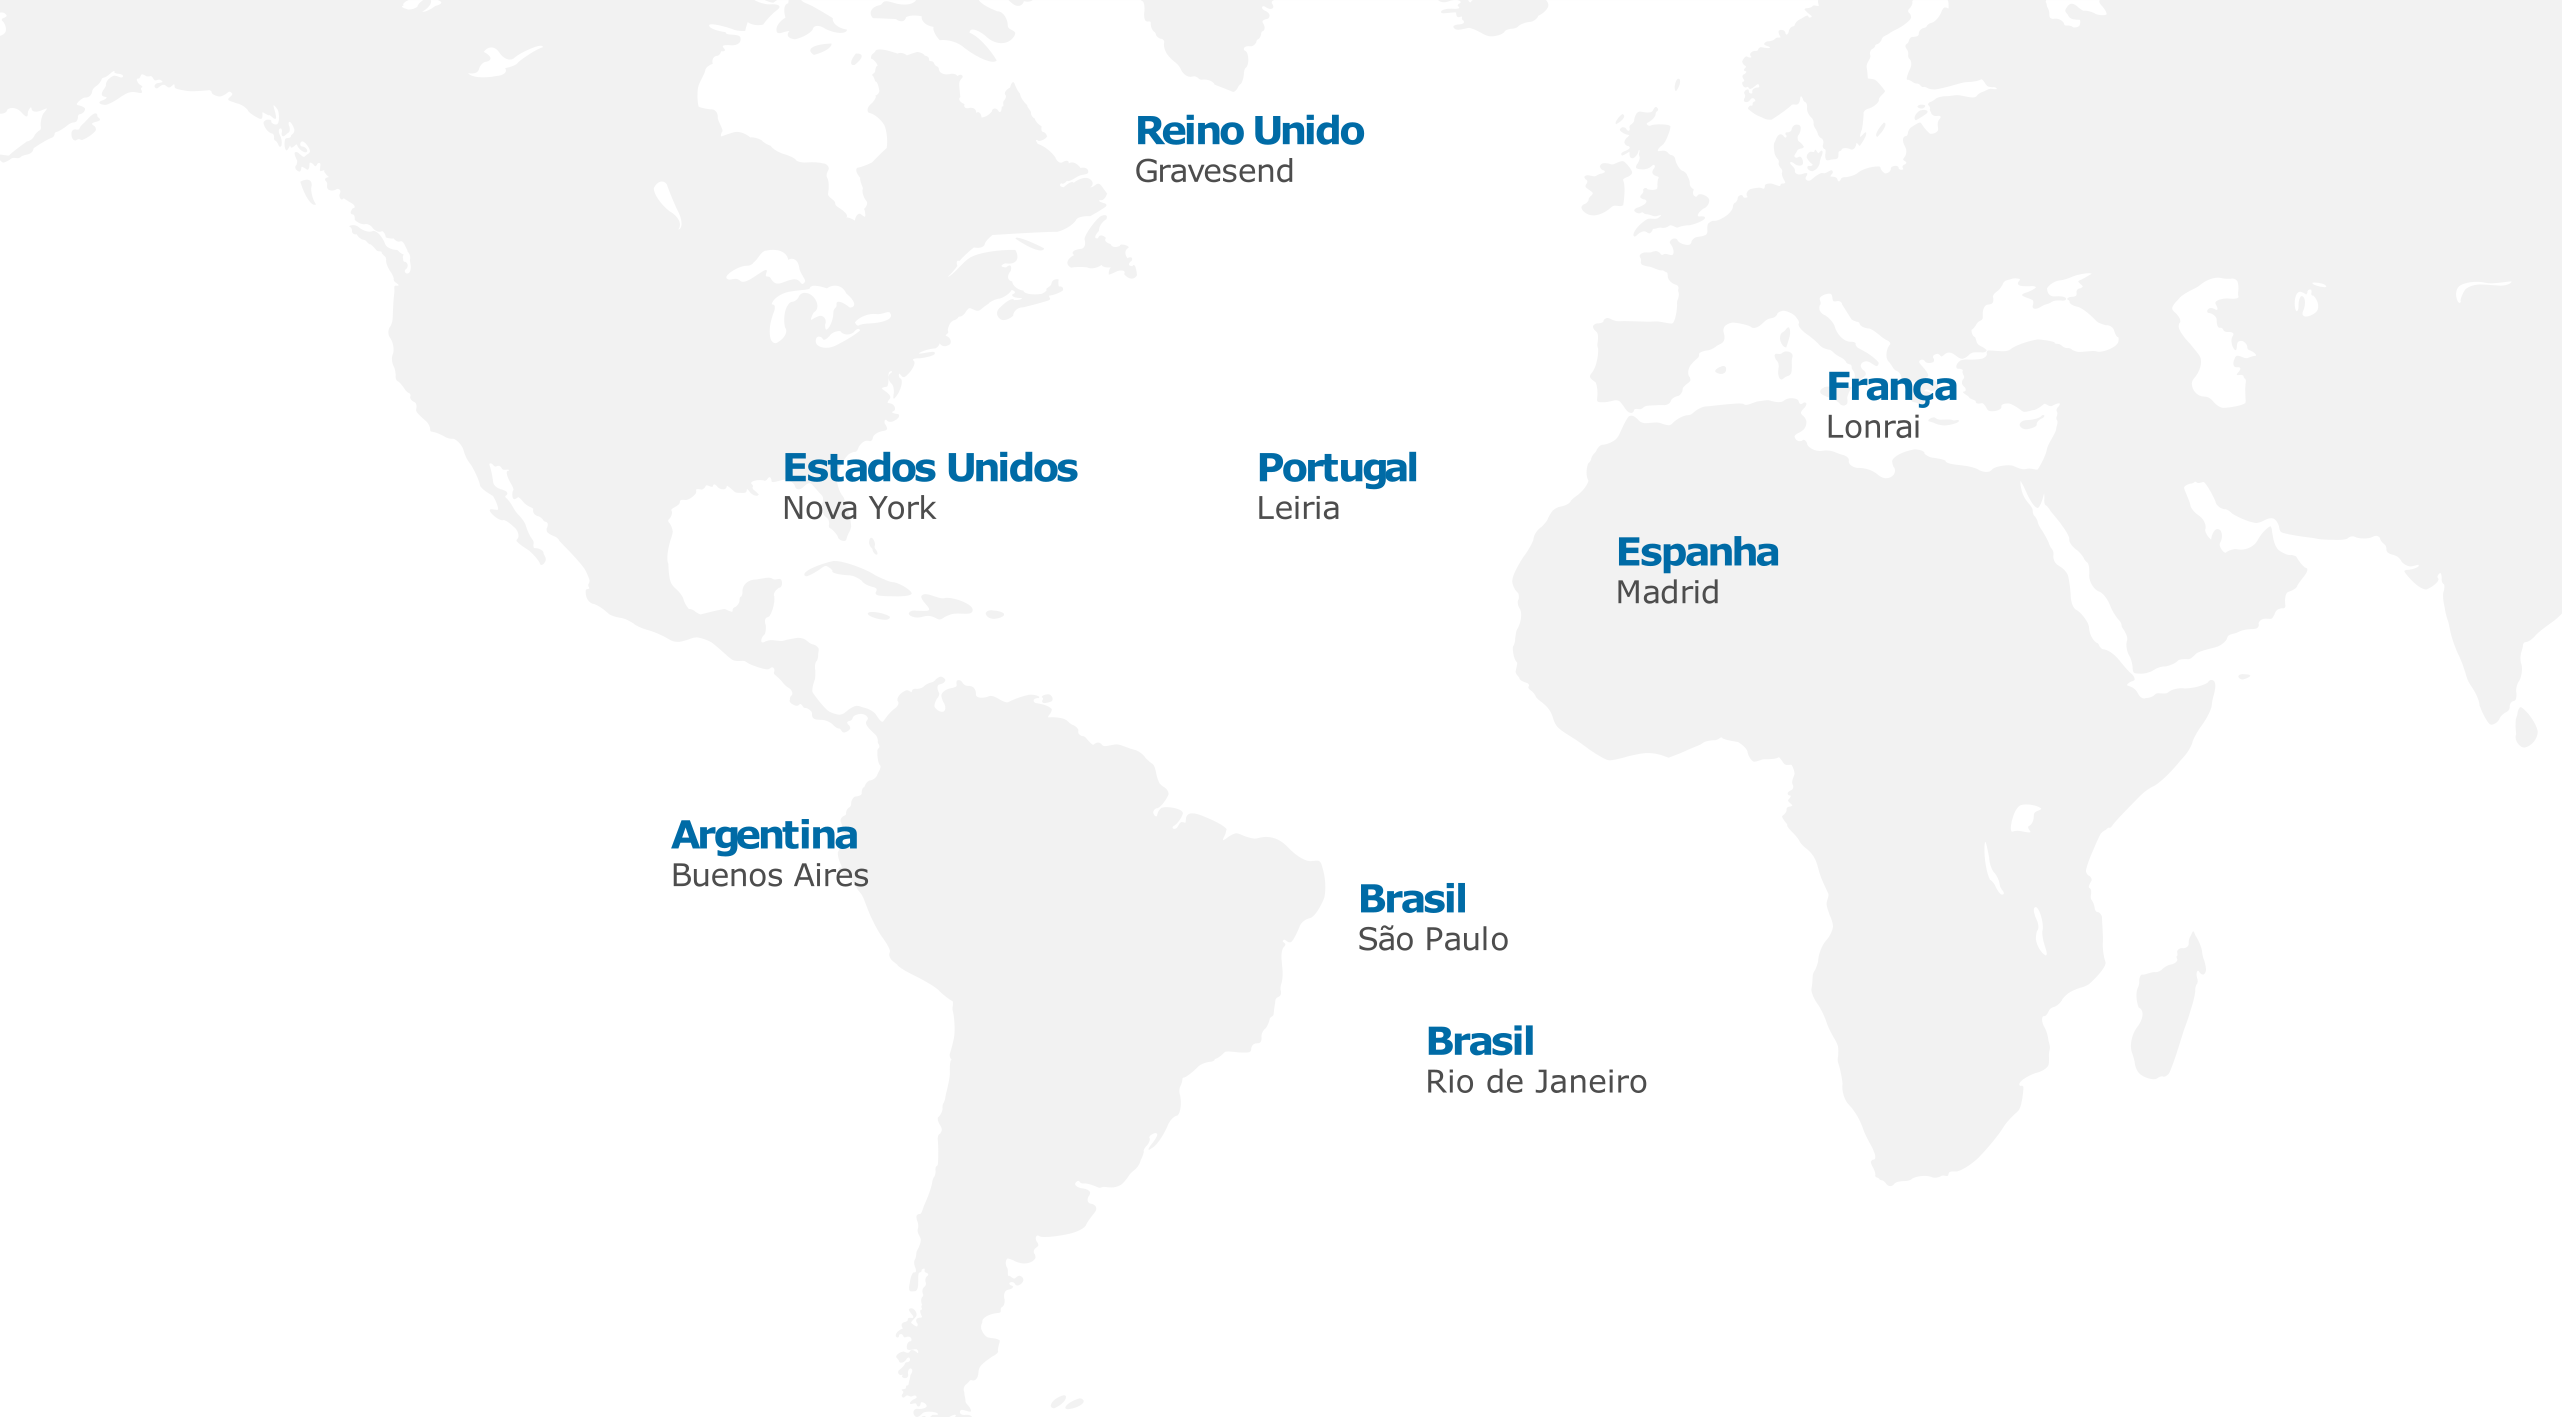 Reino Unido
Gravesend
França
Lonrai
Estados Unidos
Nova York
Portugal
Leiria
Espanha
Madrid
Argentina
Buenos Aires
Brasil
São Paulo
Brasil
Rio de Janeiro